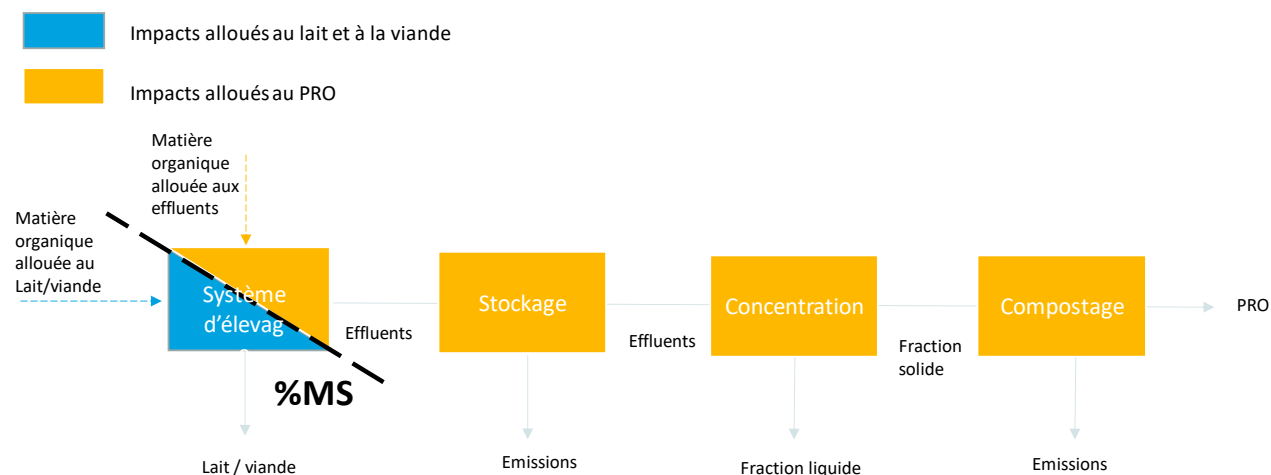 Impacts alloués au lait et à la viande
Impacts alloués au PRO
Matière
organique
allouée aux
effluents
Matière
organique
allouée au
Lait/viande
Système
d'élevag
Effluents
Stockage
Effluents
Concentration
Fraction
solide
Compostage
PRO
%MS
Lait / viande
Emissions
Fraction liquide
Emissions